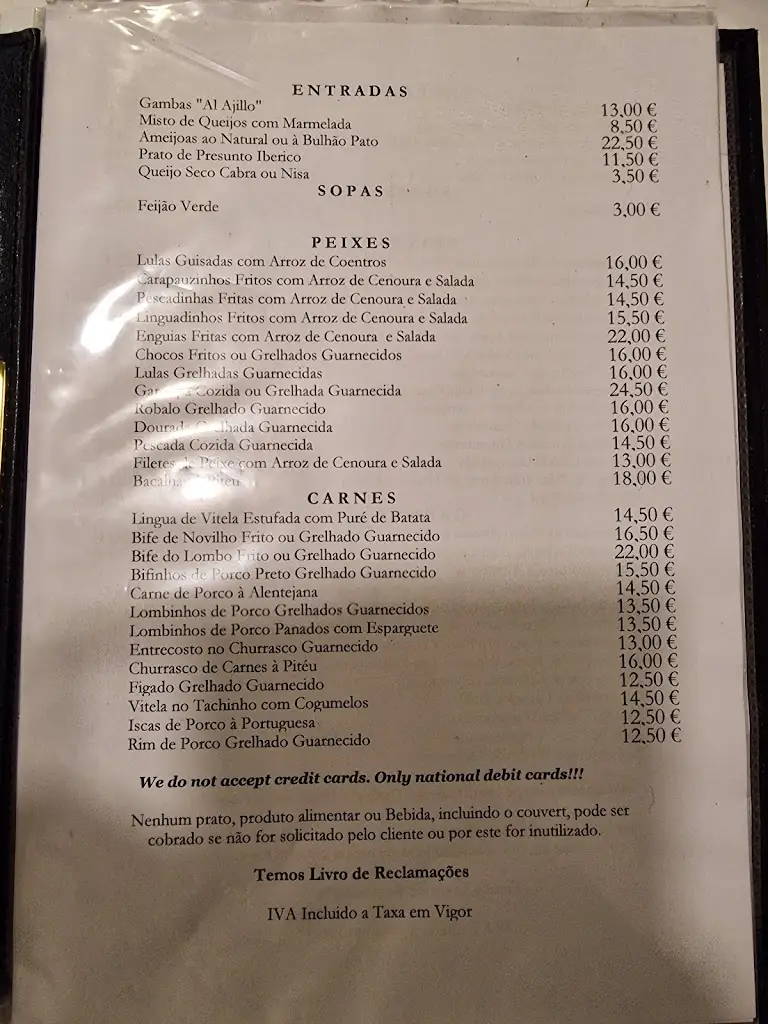 ENTRADAS
Gambas "Al Ajillo" 13,00 €
Misto de Queijos com Marmelada 8,50 €
Ameijoas ao Natural ou à Bulhão Pato 22,50 €
Prato de Presunto Iberico 11,50 €
Queijo Seco Cabra ou Nisa 3,50 €
SOPAS
Feijão Verde 3,00 €
PEIXES
Lulas Guisadas com Arroz de Coentros 16,00 €
Carapauzinhos Fritos com Arroz de Cenoura e Salada 14,50 €
Pescadinhas Fritas com Arroz de Cenoura e Salada 14,50 €
Linguadinhos Fritos com Arroz de Cenoura e Salada 15,50 €
Enguias Fritas com Arroz de Cenoura e Salada 22,00 €
Chocos Fritos ou Grelhados Guarnecidos 16,00 €
Lulas Grelhadas Guarnecidas 16,00 €
Cozida ou Grelhada Guarnecida 24,50 €
Robalo Grelhado Guarnecido 16,00 €
Dourada Grelhada Guarnecida 16,00 €
Pescada Cozida Guarnecida 14,50 €
Filetes de Peixe com Arroz de Cenoura e Salada 13,00 €
Bacalhau à Pitéu 18,00 €
CARNES
Lingua de Vitela Estufada com Puré de Batata 14,50 €
Bife de Novilho Frito ou Grelhado Guarnecido 16,50 €
Bife do Lombo Frito ou Grelhado Guarnecido 22,00 €
Bifinhos de Porco Preto Grelhado Guarnecido 15,50 €
Carne de Porco à Alentejana 14,50 €
Lombinhos de Porco Grelhados Guarnecidos 13,50 €
Lombinhos de Porco Panados com Esparguete 13,50 €
Entrecosto no Churrasco Guarnecido 13,00 €
Churrasco de Carnes à Pitéu 16,00 €
Figado Grelhado Guarnecido 12,50 €
Vitela no Tachinho com Cogumelos 14,50 €
Iscas de Porco à Portuguesa 12,50 €
Rim de Porco Grelhado Guarnecido 12,50 €
We do not accept credit cards. Only national debit cards!!!
Nenhum prato, produto alimentar ou Bebida, incluindo o couvert, pode ser
cobrado se não for solicitado pelo cliente ou por este for inutilizado.
Temos Livro de Reclamações
IVA Incluido a Taxa em Vigor